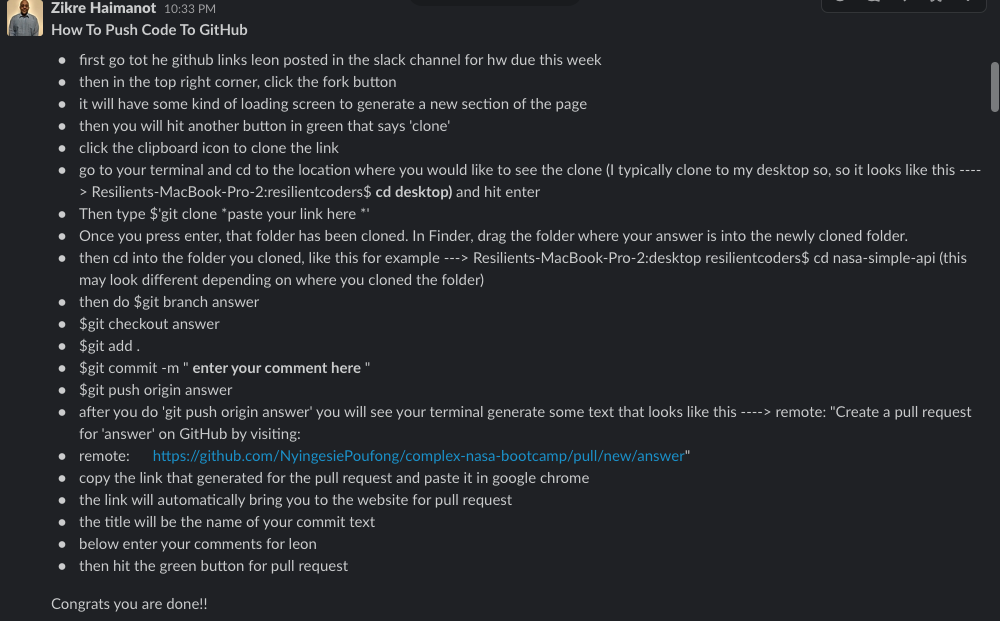 Zikre Haimanot 10:33 PM
How To Push Code To GitHub
• first go tot he github links leon posted in the slack channel for hw due this week
• then in the top right corner, click the fork button
• it will have some kind of loading screen to generate a new section of the page
• then you will hit another button in green that says 'clone'
• click the clipboard icon to clone the link
• go to your terminal and cd to the location where you would like to see the clone (I typically clone to my desktop so, so it looks like this ----
> Resilients-MacBook-Pro-2:resilientcoders$ cd desktop) and hit enter
• Then type $'git clone *paste your link here *'
• Once you press enter, that folder has been cloned. In Finder, drag the folder where your answer is into the newly cloned folder.
• then cd into the folder you cloned, like this for example ---> Resilients-MacBook-Pro-2:desktop resilientcoders$ cd nasa-simple-api (this
may look different depending on where you cloned the folder)
• then do $git branch answer
• $git checkout answer
• $git add .
• $git commit -m " enter your comment here "
• $git push origin answer
• after you do 'git push origin answer' you will see your terminal generate some text that looks like this ----> remote: "Create a pull request
for 'answer' on GitHub by visiting:
• remote: https://github.com/NyingesiePoufong/complex-nasa-bootcamp/pull/new/answer"
• copy the link that generated for the pull request and paste it in google chrome
• the link will automatically bring you to the website for pull request
• the title will be the name of your commit text
• below enter your comments for leon
• then hit the green button for pull request
Congrats you are done!!